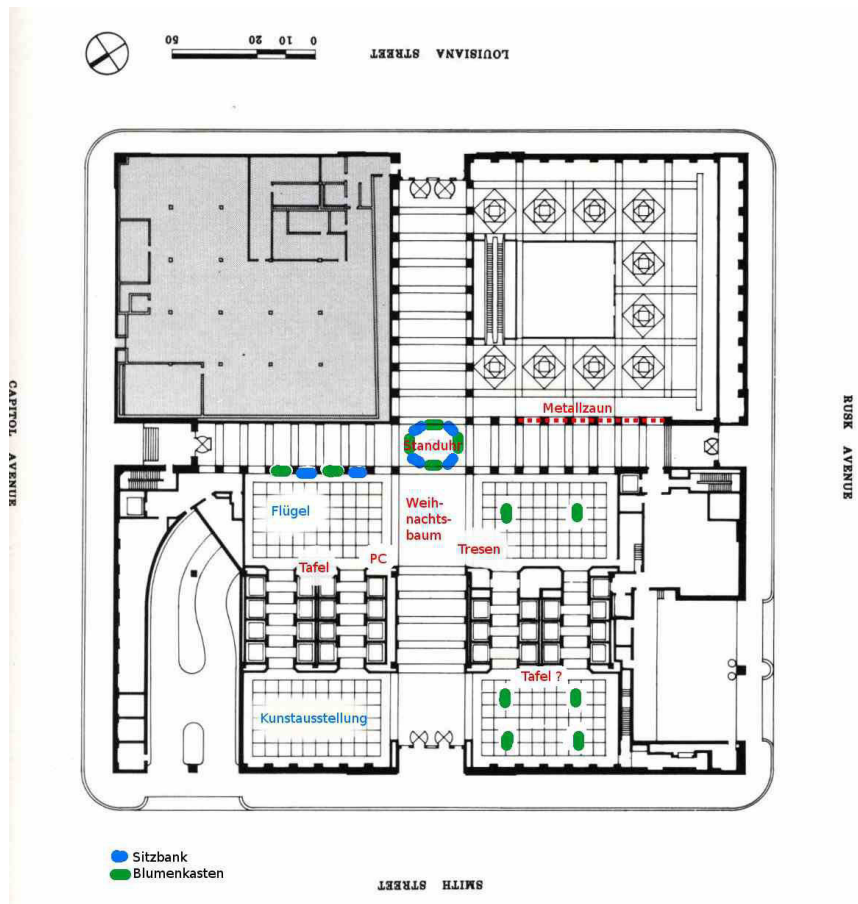 50 20 10 0
LOUISIANA STREET
CAPITOL AVENUE
RUSK AVENUE
Metallzaun
Standuhr
Flügel
Weih-
nachts-
baum
Tresen
PC
Tafel
Tafel ?
Kunstausstellung
Sitzbank
Blumenkasten
SMITH STREET